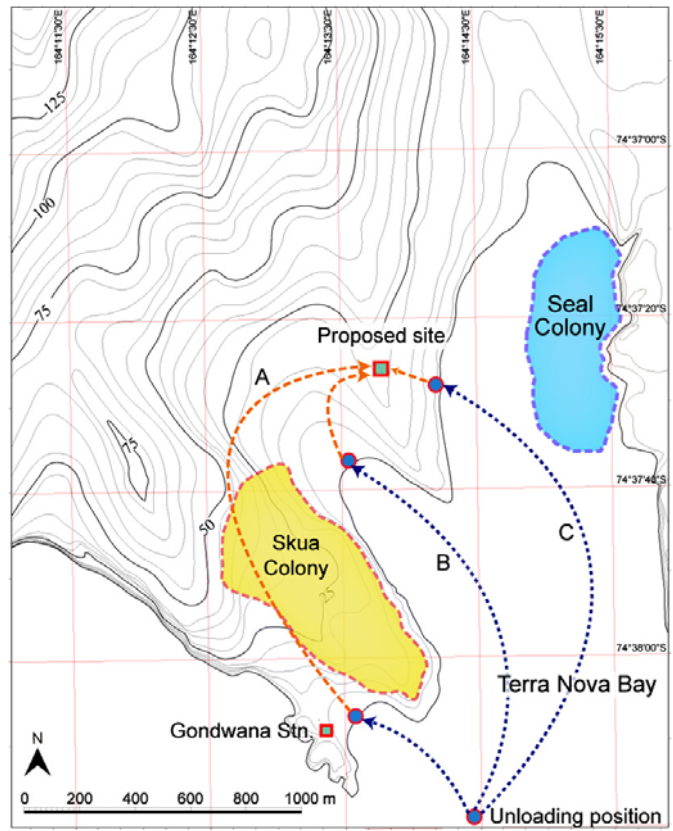 164°11'30"E
164°12'30"E
164°13'30"E
164°14'30"E
164°15'30"E
125
74°37'00"S
100
Seal
Colony
74°37'20"S
75
Proposed site
A
75
74°37'40"S
50
Skua
Colony
C
B
25
74°38'00"S
Terra Nova Bay
Gondwana Stn.
N
0 200 400 600 800 1000 m
Unloading position